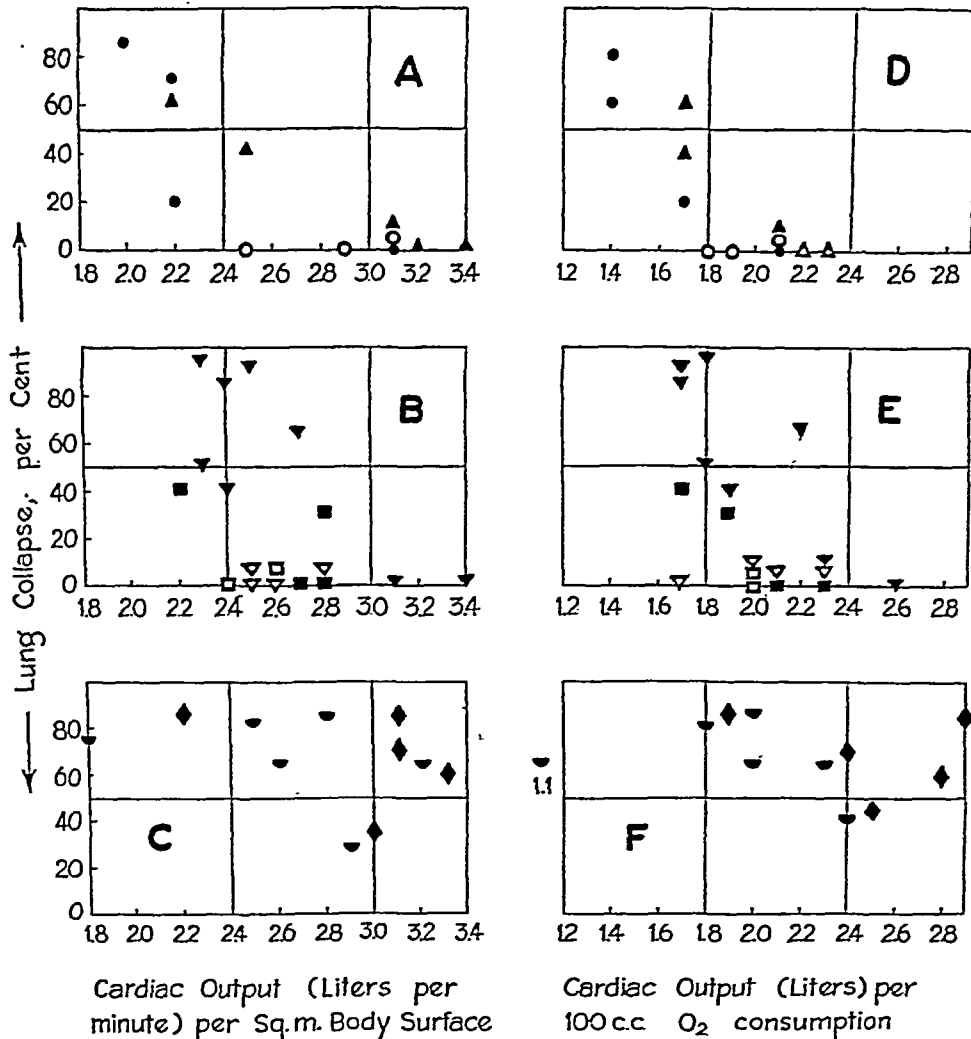 A
80
60
40
20
0
1.8 2.0 2.2 2.4 2.6 2.8 3.0 3.2 3.4
D
1.2 1.4 1.6 1.8 2.0 2.2 2.4 2.6 2.8
Lung Collapse, per Cent
B
80
60
40
20
0
1.8 2.0 2.2 2.4 2.6 2.8 3.0 3.2 3.4
E
1.2 1.4 1.6 1.8 2.0 2.2 2.4 2.6 2.8
C
80
60
40
20
0
1.8 2.0 2.2 2.4 2.6 2.8 3.0 3.2 3.4
1.1
F
1.2 1.4 1.6 1.8 2.0 2.2 2.4 2.6 2.8
Cardiac Output (Liters per
minute) per Sq.m. Body Surface
Cardiac Output (Liters) per
100 c.c O₂ consumption